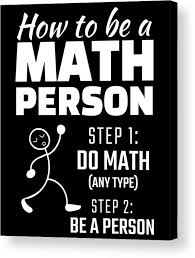 How to be a
MATH
PERSON
STEP 1:
DO MATH
(ANY TYPE)
STEP 2:
BE A PERSON